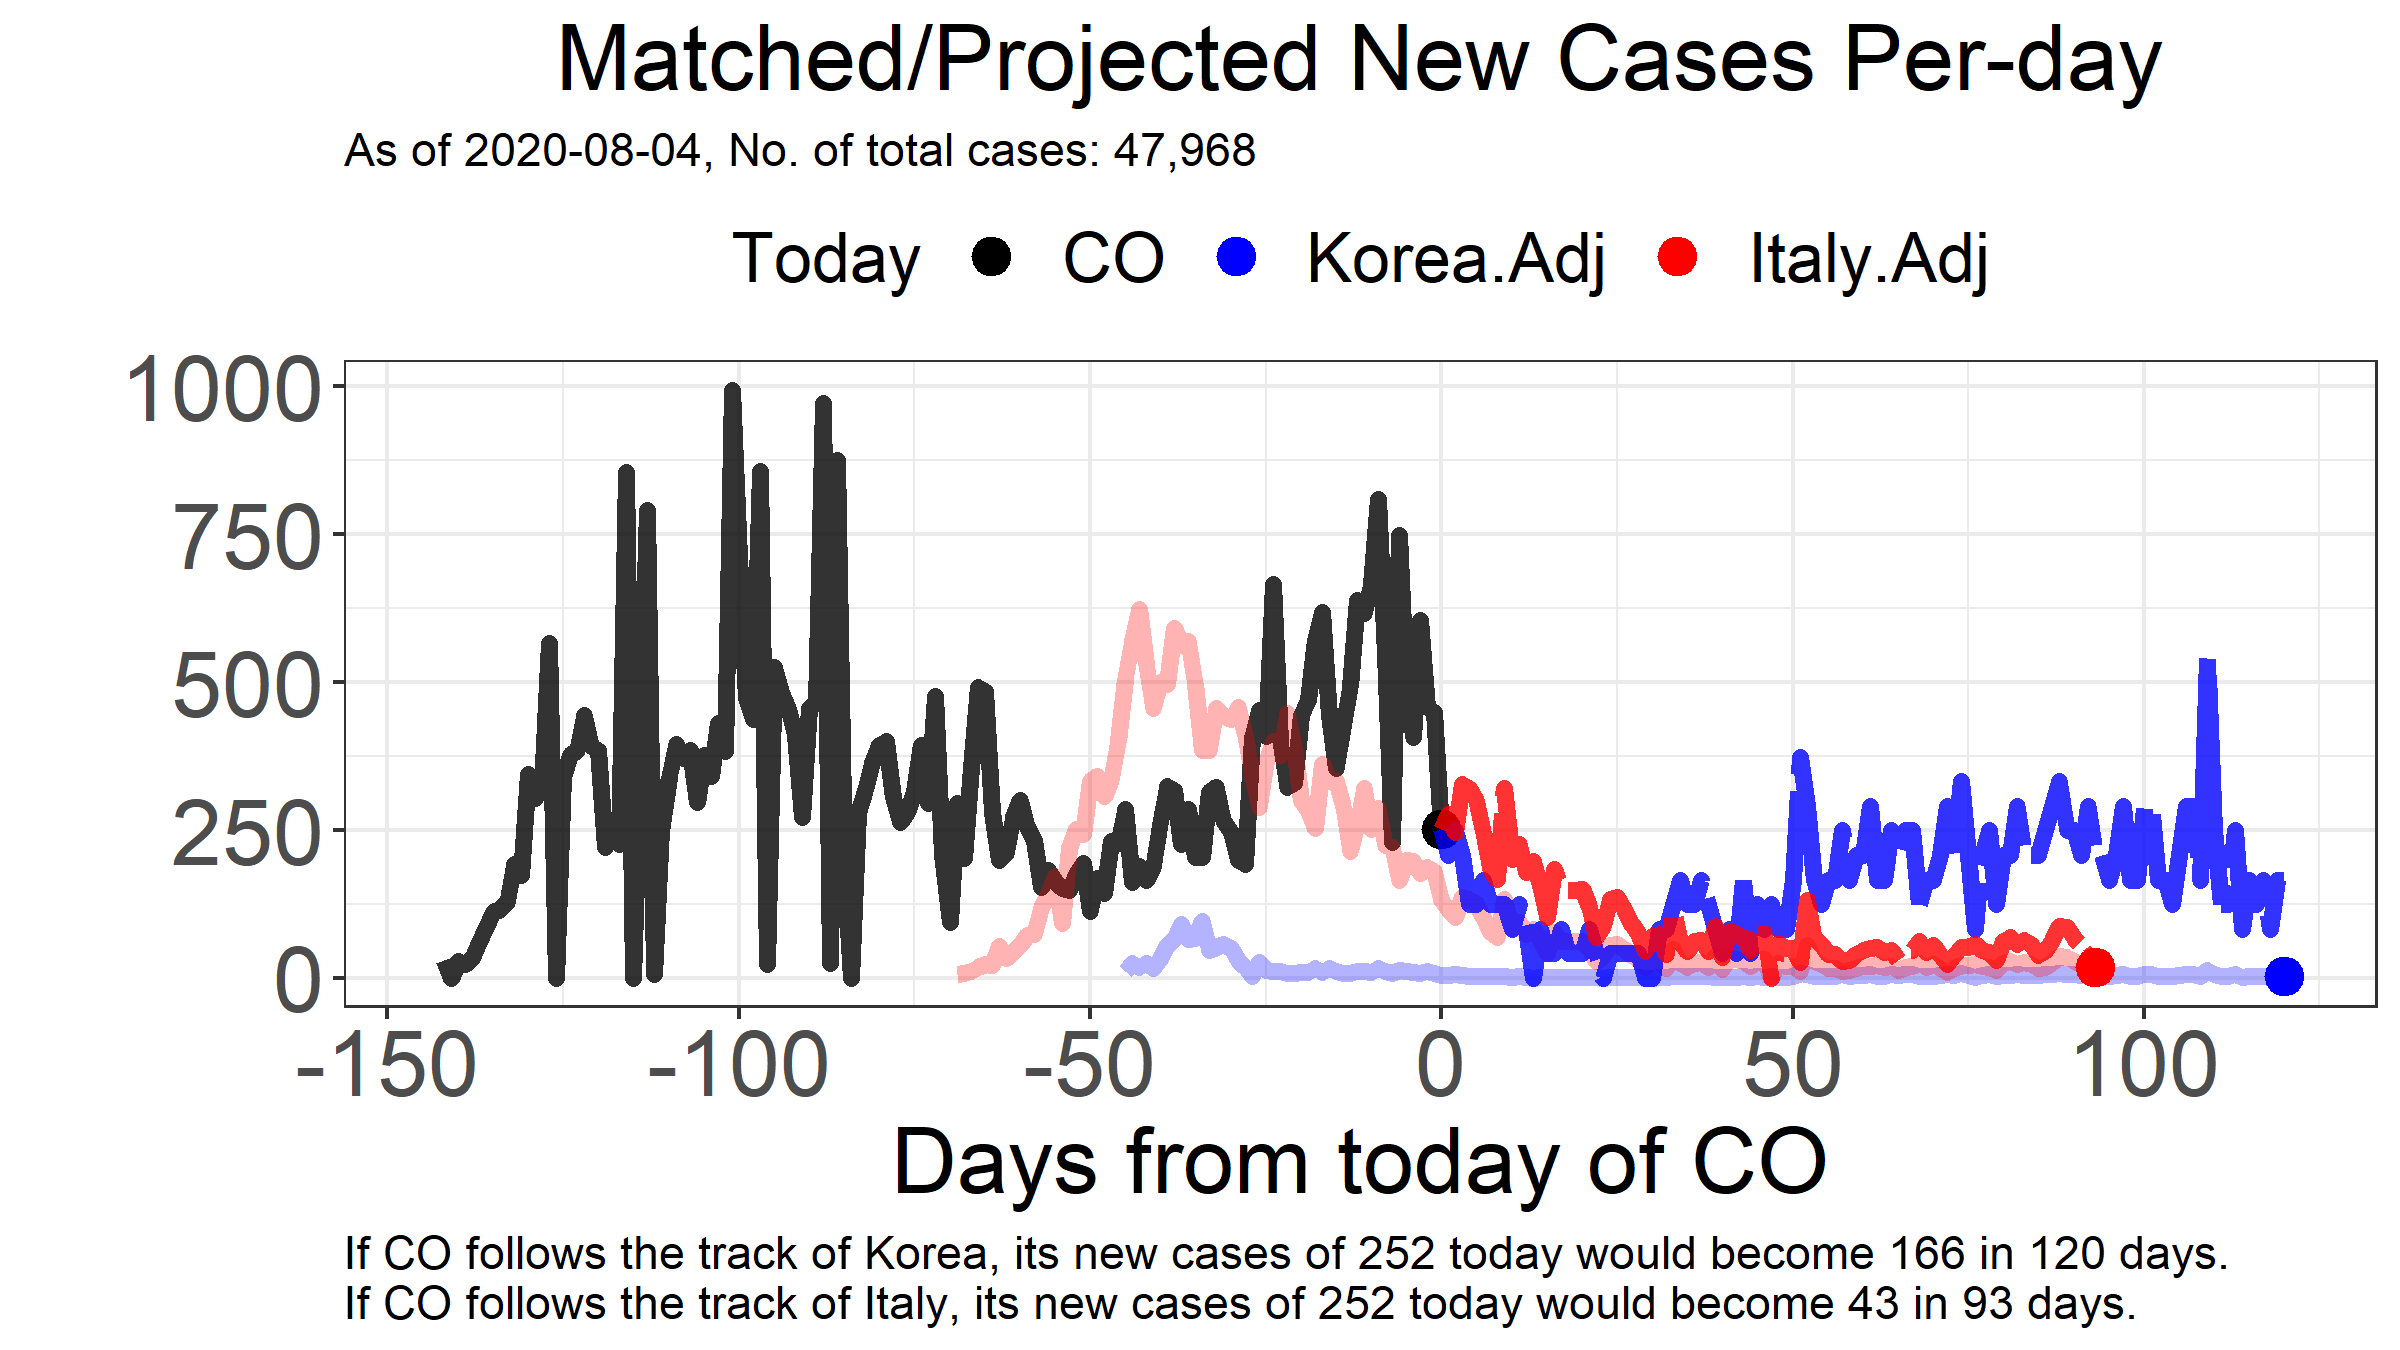 Matched/Projected New Cases Per-day
As of 2020-08-04, No. of total cases: 47,968
Today CO Korea.Adj Italy.Adj
1000
750
500
250
0
-150 -100 -50 0 50 100
Days from today of CO
If CO follows the track of Korea, its new cases of 252 today would become 166 in 120 days.
If CO follows the track of Italy, its new cases of 252 today would become 43 in 93 days.